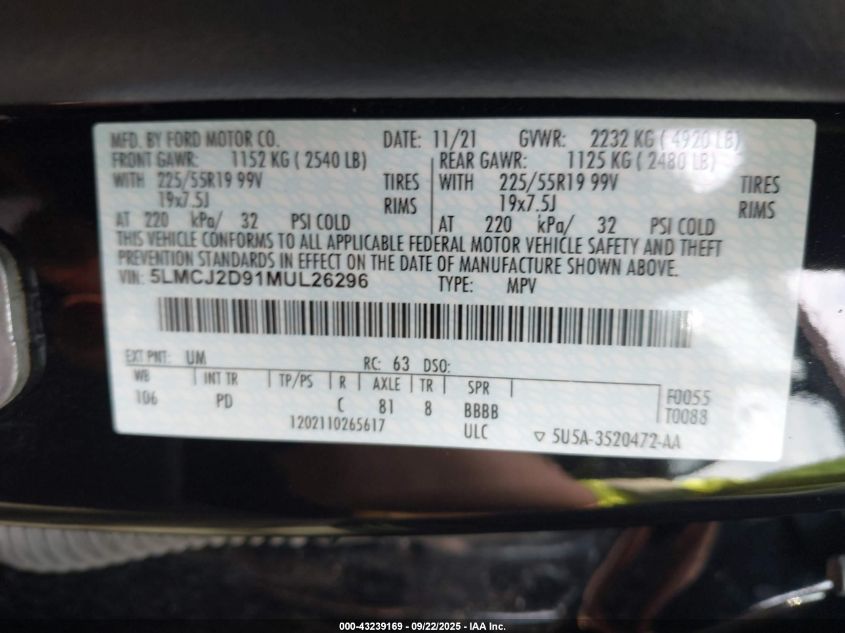 MFD. BY FORD MOTOR CO. DATE: 11/21 GVWR: 2232 KG ( 4920 LB)
FRONT GAWR: 1152 KG ( 2540 LB) REAR GAWR: 1125 KG ( 2480 LB)
WITH 225/55R19 99V TIRES WITH 225/55R19 99V TIRES
19x7.5J RIMS 19x7.5J RIMS
AT 220 kPa/ 32 PSI COLD AT 220 kPa/ 32 PSI COLD
THIS VEHICLE CONFORMS TO ALL APPLICABLE FEDERAL MOTOR VEHICLE SAFETY AND THEFT
PREVENTION STANDARDS IN EFFECT ON THE DATE OF MANUFACTURE SHOWN ABOVE.
VIN: 5LMCJ2D91MUL26296 TYPE: MPV
EXT PNT: UM RC: 63 DSO:
WB INT TR TP/PS R AXLE TR SPR
106 PD C 81 8 BBBB F0055
T0088
1202110265617 ULC ▽ 5U5A-3520472-AA
000-43239169 - 09/22/2025 - IAA Inc.